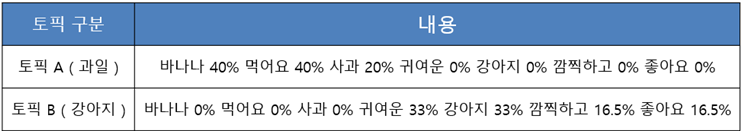 토픽 구분 내용
토픽 A ( 과일 ) 바나나 40% 먹어요 40% 사과 20% 귀여운 0% 강아지 0% 깜찍하고 0% 좋아요 0%
토픽 B ( 강아지 ) 바나나 0% 먹어요 0% 사과 0% 귀여운 33% 강아지 33% 깜찍하고 16.5% 좋아요 16.5%